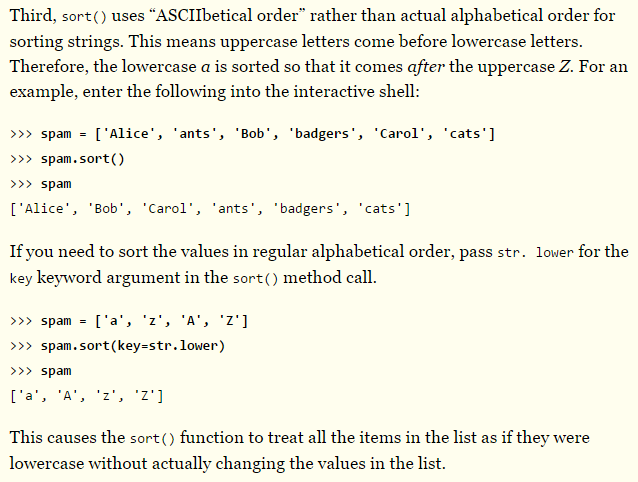 Third, sort() uses “ASCIIbetical order” rather than actual alphabetical order for
sorting strings. This means uppercase letters come before lowercase letters.
Therefore, the lowercase a is sorted so that it comes after the uppercase Z. For an
example, enter the following into the interactive shell:
>>> spam = ['Alice', 'ants', 'Bob', 'badgers', 'Carol', 'cats']
>>> spam.sort()
>>> spam
['Alice', 'Bob', 'Carol', 'ants', 'badgers', 'cats']
If you need to sort the values in regular alphabetical order, pass str. lower for the
key keyword argument in the sort() method call.
>>> spam = ['a', 'z', 'A', 'Z']
>>> spam.sort(key=str.lower)
>>> spam
['a', 'A', 'z', 'Z']
This causes the sort() function to treat all the items in the list as if they were
lowercase without actually changing the values in the list.